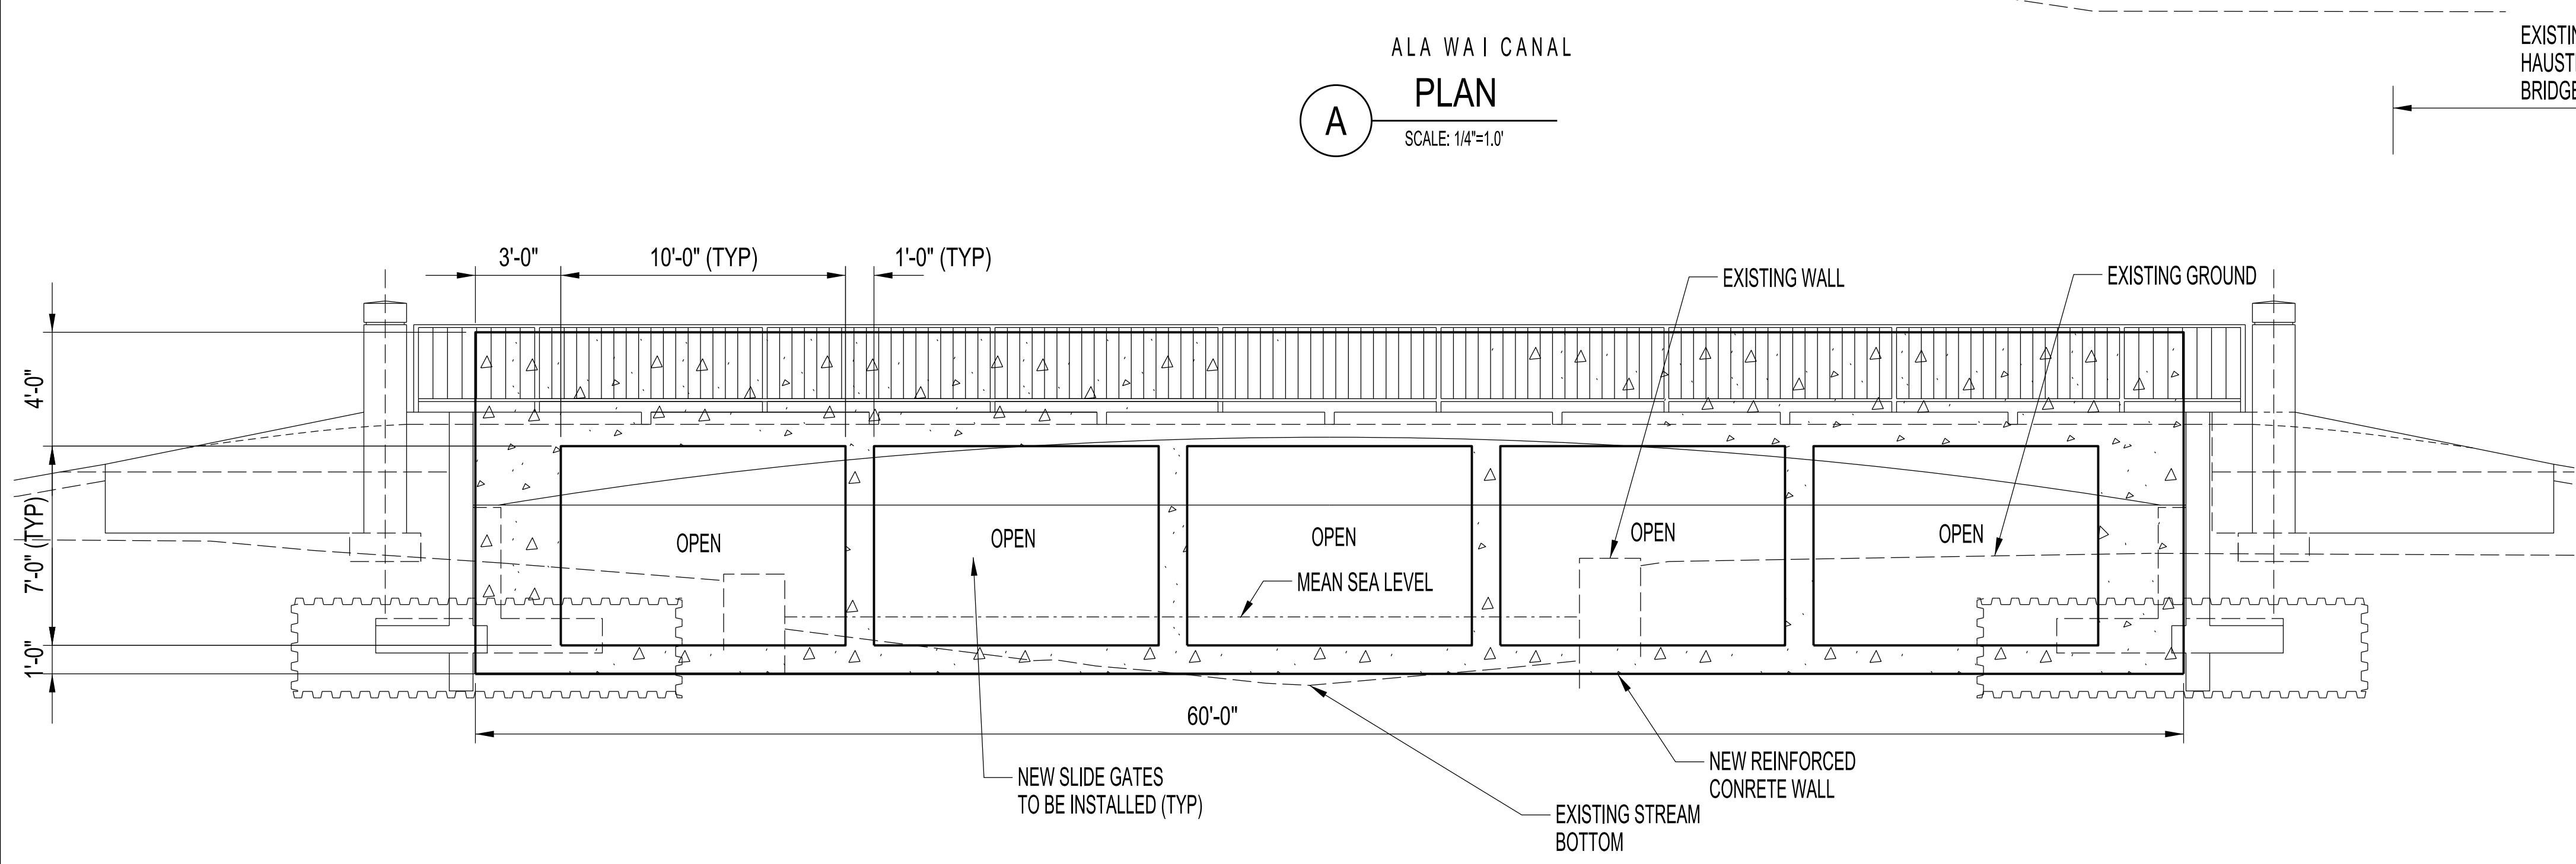 ALA WAI CANAL
PLAN
A
SCALE: 1/4"=1.0'
3'-0"
10'-0" (TYP)
1'-0" (TYP)
EXISTING WALL
EXISTING GROUND
4'-0"
7'-0" (TYP)
1'-0"
OPEN
OPEN
OPEN
OPEN
OPEN
MEAN SEA LEVEL
60'-0"
NEW SLIDE GATES
TO BE INSTALLED (TYP)
NEW REINFORCED
CONRETE WALL
EXISTING STREAM
BOTTOM